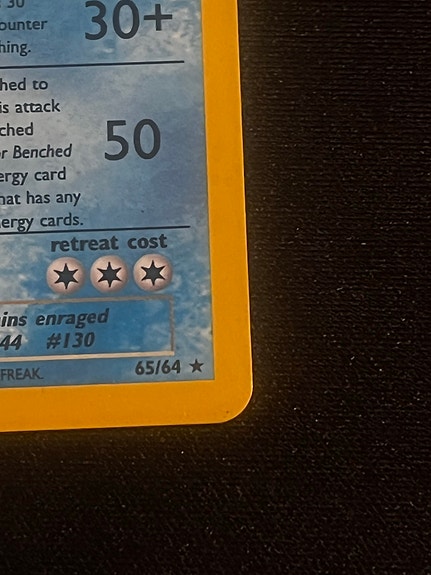 30
30+
ounter
hing.
hed to
is attack
ched
50
r Benched
ergy card
hat has any
ergy cards.
retreat cost
ins enraged
44 #130
FREAK. 65/64 ★